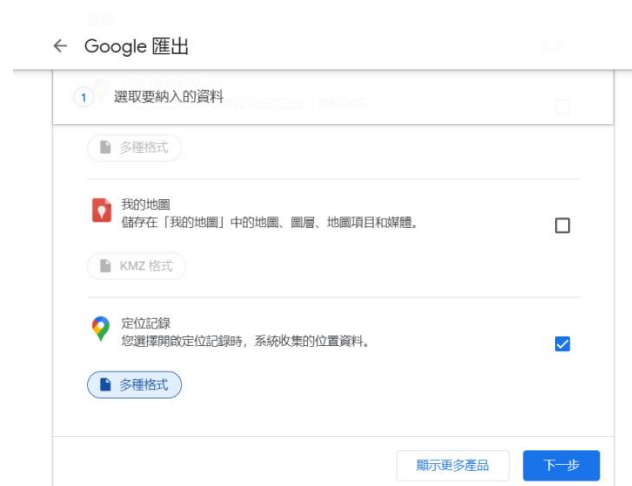 Google 匯出
1 選取要納入的資料
多種格式
我的地圖
儲存在「我的地圖」中的地圖、圖層、地圖項目和媒體。
KMZ 格式
定位記錄
您選擇開啟定位記錄時，系統收集的位置資料。
多種格式
顯示更多產品
下一步